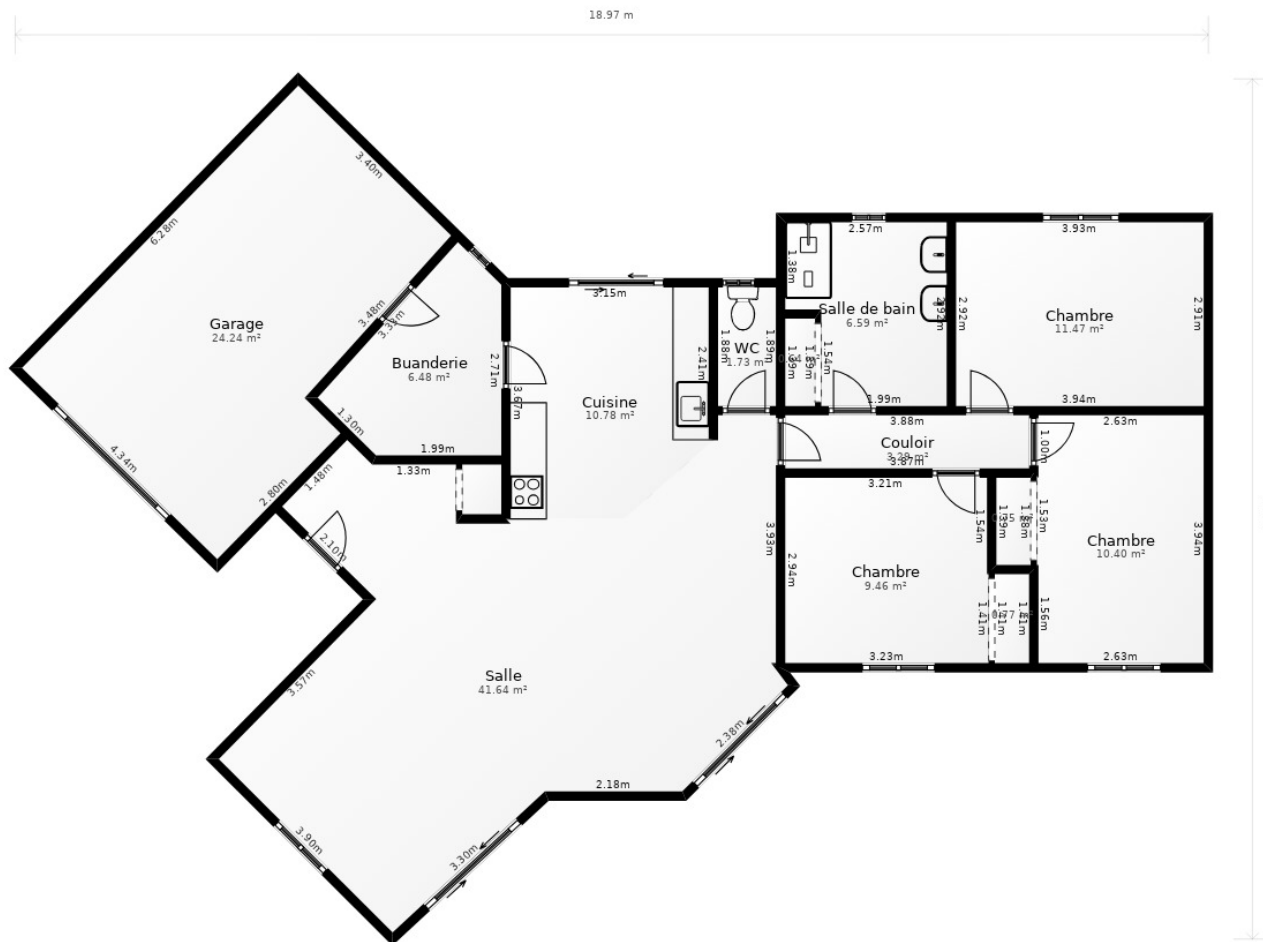 18.97 m
3.40m
6.28m
2.57m
3.93m
1.38m
3.15m
Garage
24.24 m²
3.48m
Buanderie
6.48 m²
2.71m
3.67m
Cuisine
10.78 m²
2.41m
1.88m
WC
1.73 m²
1.89m
Salle de bain
6.59 m²
1.54m
2.92m
Chambre
11.47 m²
2.91m
1.30m
1.99m
1.99m
3.94m
4.34m
2.80m
1.48m
1.33m
3.88m
Couloir
3.87m
1.00m
2.63m
3.21m
2.10m
3.93m
2.94m
Chambre
9.46 m²
1.54m
1.53m
Chambre
10.40 m²
3.94m
1.41m
1.41m
1.56m
3.23m
2.63m
3.57m
Salle
41.64 m²
2.38m
2.18m
3.90m
3.30m